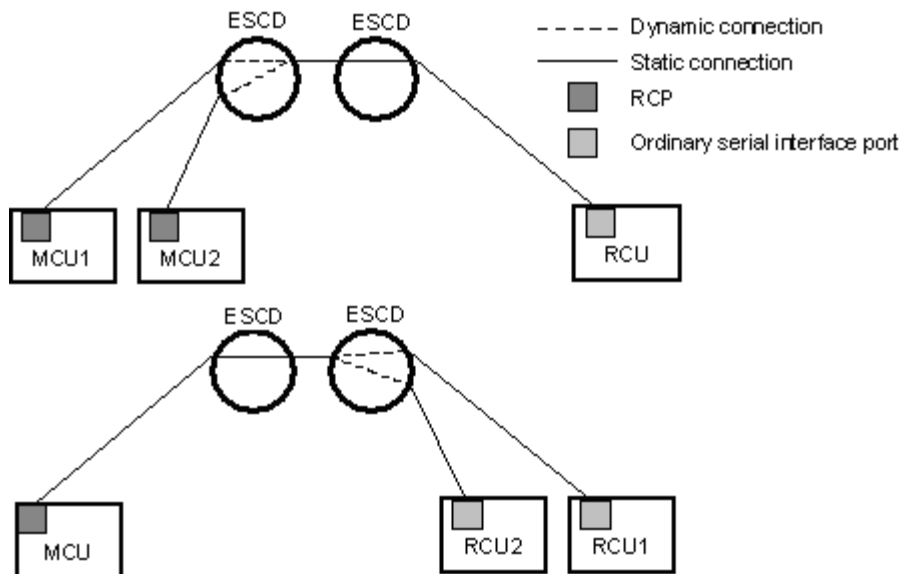 ESCD ESCD
Dynamic connection
Static connection
RCP
Ordinary serial interface port
MCU1 MCU2 RCU
ESCD ESCD
MCU RCU2 RCU1